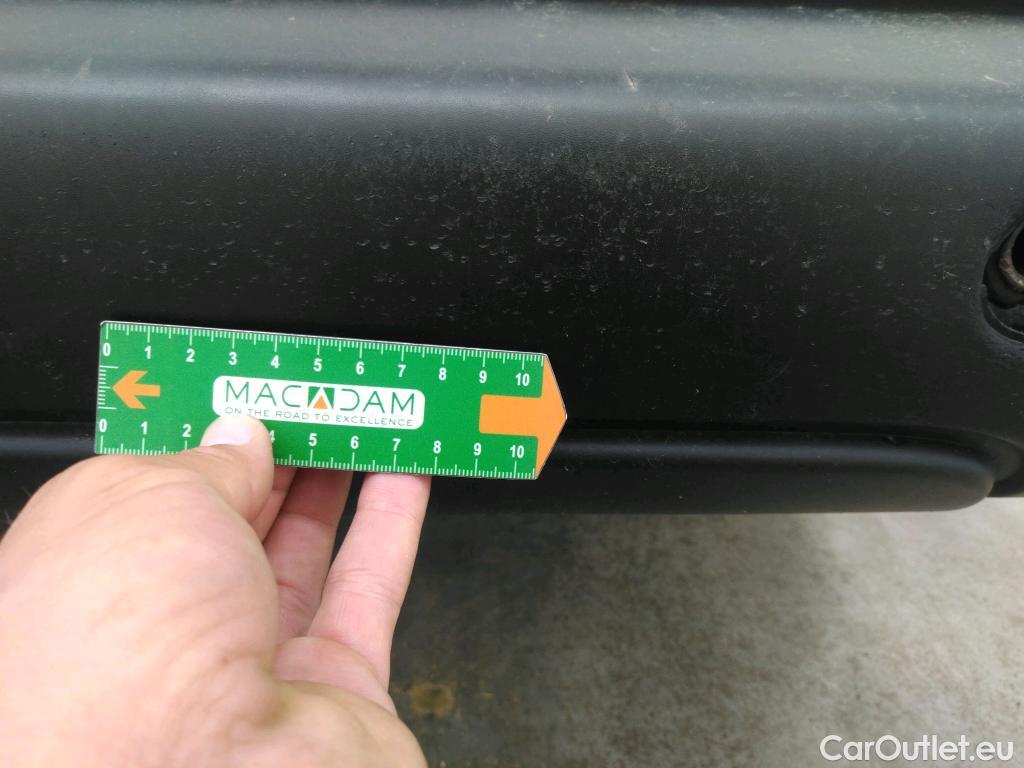 0 1 2 3 4 5 6 7 8 9 10
MACADAM
ON THE ROAD TO EXCELLENCE
0 1 2 4 5 6 7 8 9 10
CarOutlet.eu